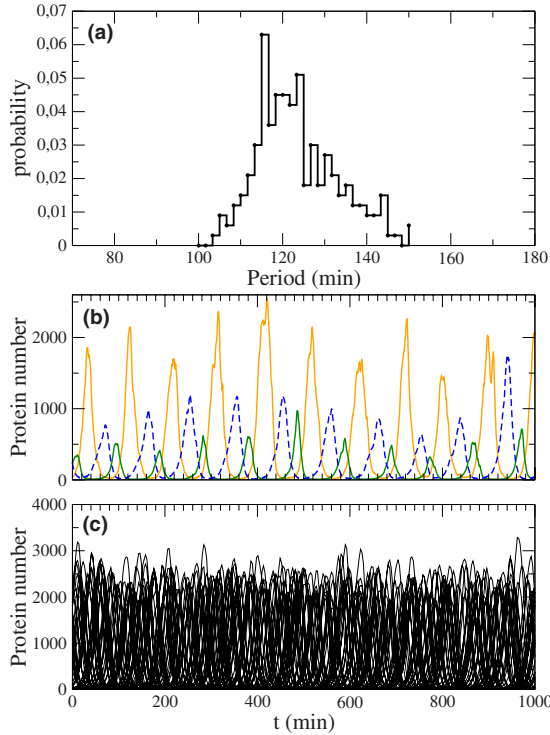 0,07
(a)
0,06
0,05
0,04
0,03
0,02
0,01
0
probability
80 100 120 140 160 180
Period (min)
(b)
2000
1000
0
Protein number
(c)
4000
3000
2000
1000
0
Protein number
0 200 400 600 800 1000
t (min)